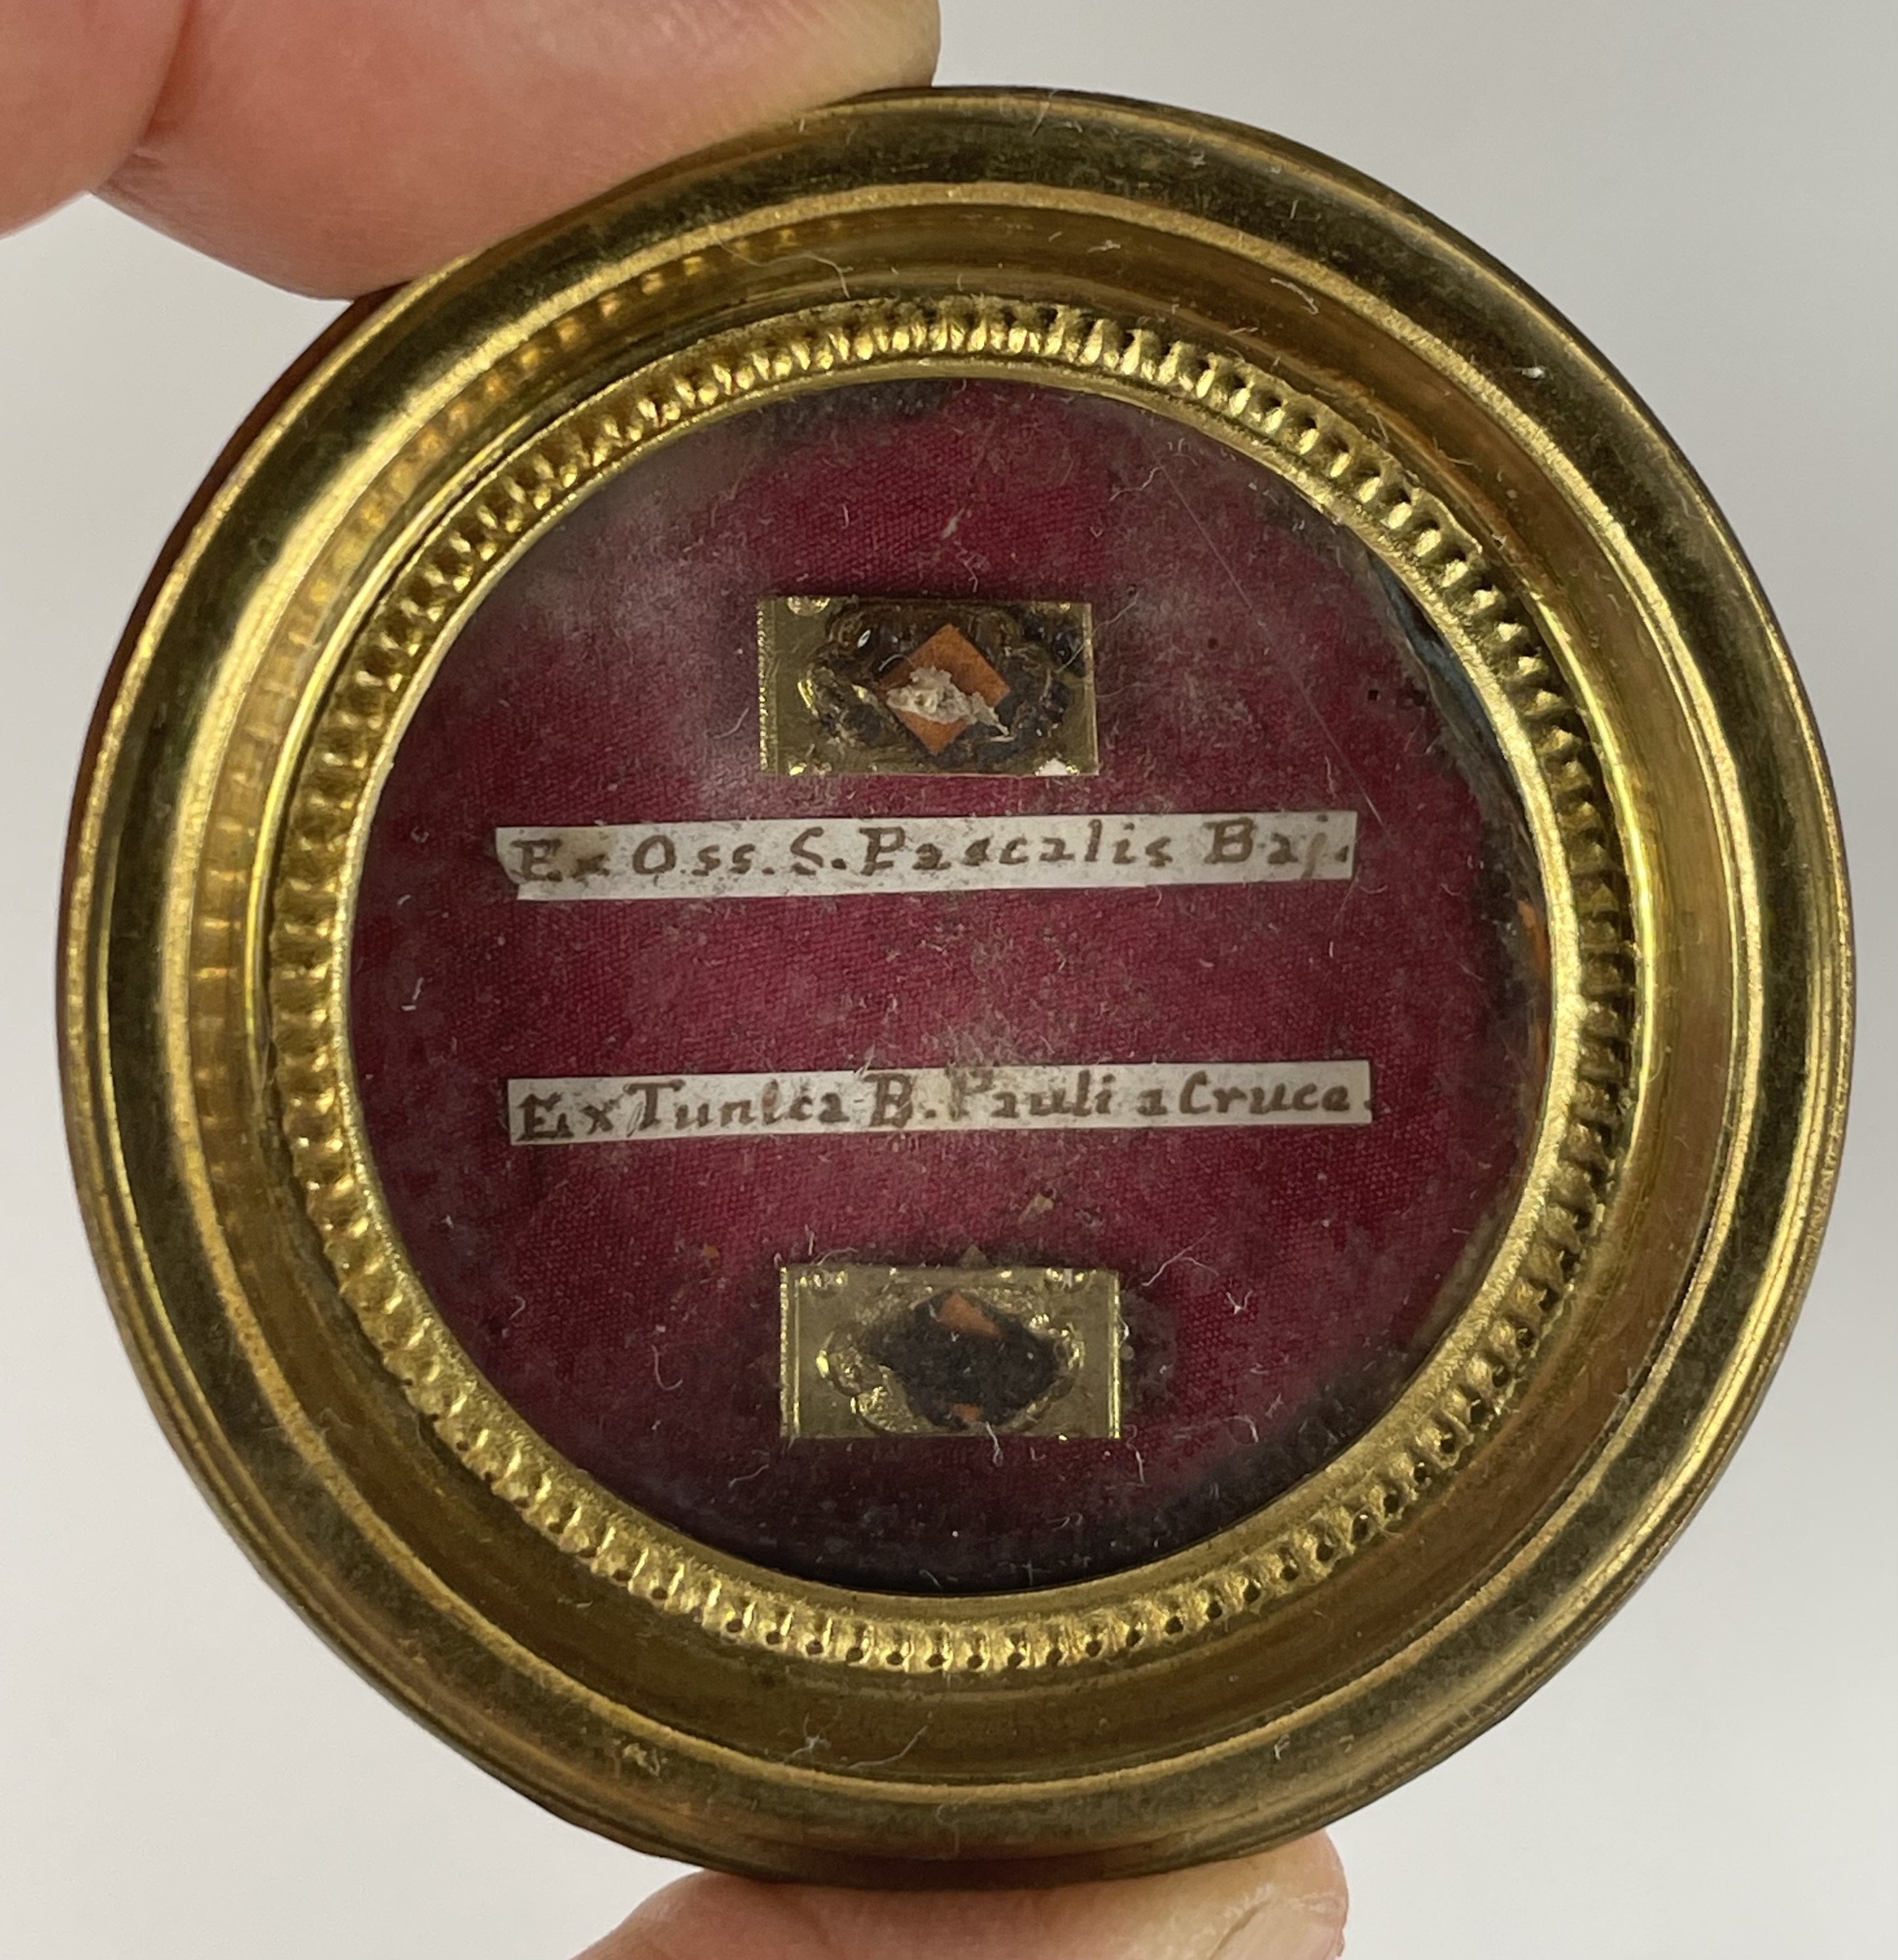 Ex Oss. S. Pascalis Baj.
Ex Tunica B. Pauli a Cruce.